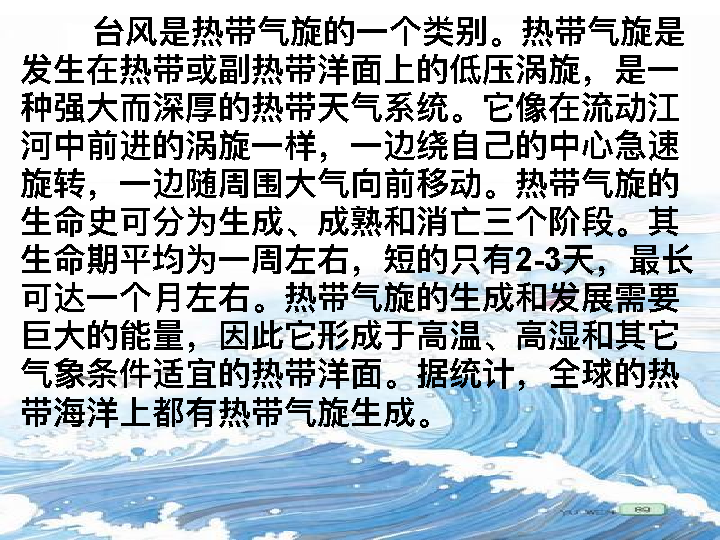 台风是热带气旋的一个类别。热带气旋是
发生在热带或副热带洋面上的低压涡旋，是一
种强大而深厚的热带天气系统。它像在流动江
河中前进的涡旋一样，一边绕自己的中心急速
旋转，一边随周围大气向前移动。热带气旋的
生命史可分为生成、成熟和消亡三个阶段。其
生命期平均为一周左右，短的只有2-3天，最长
可达一个月左右。热带气旋的生成和发展需要
巨大的能量，因此它形成于高温、高湿和其它
气象条件适宜的热带洋面。据统计，全球的热
带海洋上都有热带气旋生成。
YU WEN 89